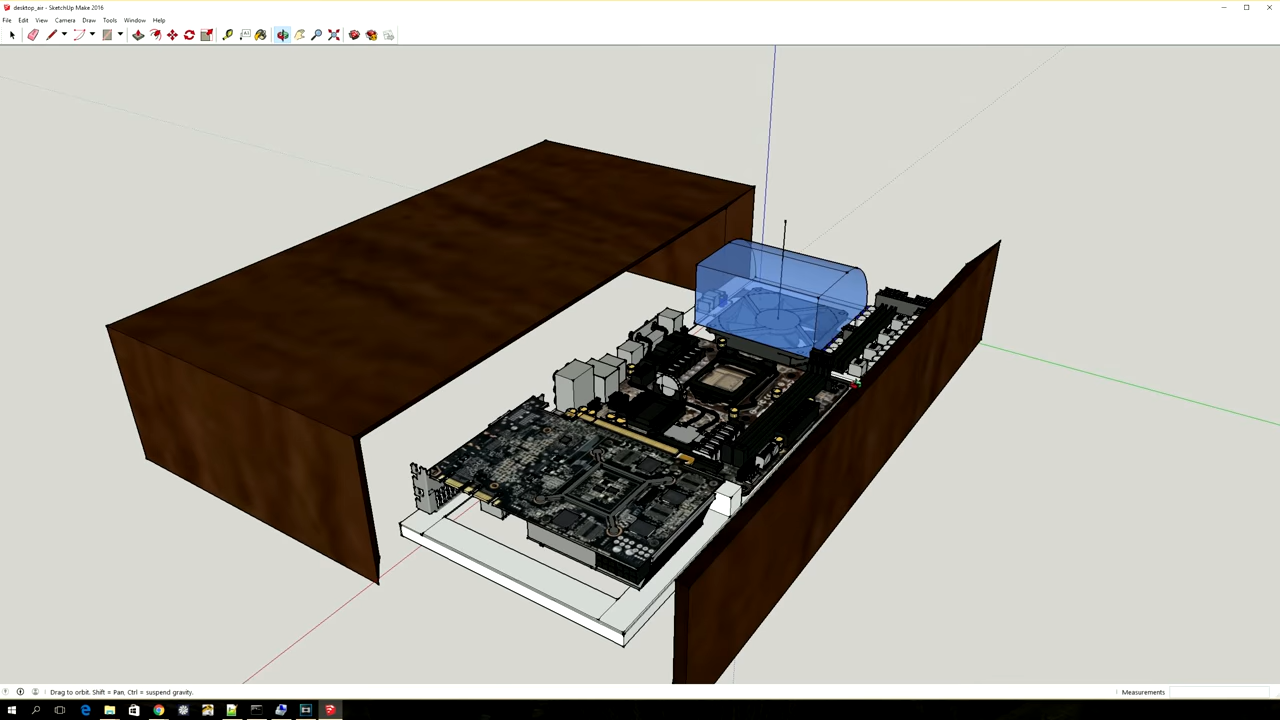 desktop_air - SketchUp Make 2016
File Edit View Camera Draw Tools Window Help
Drag to orbit. Shift = Pan, Ctrl = suspend gravity.
Measurements